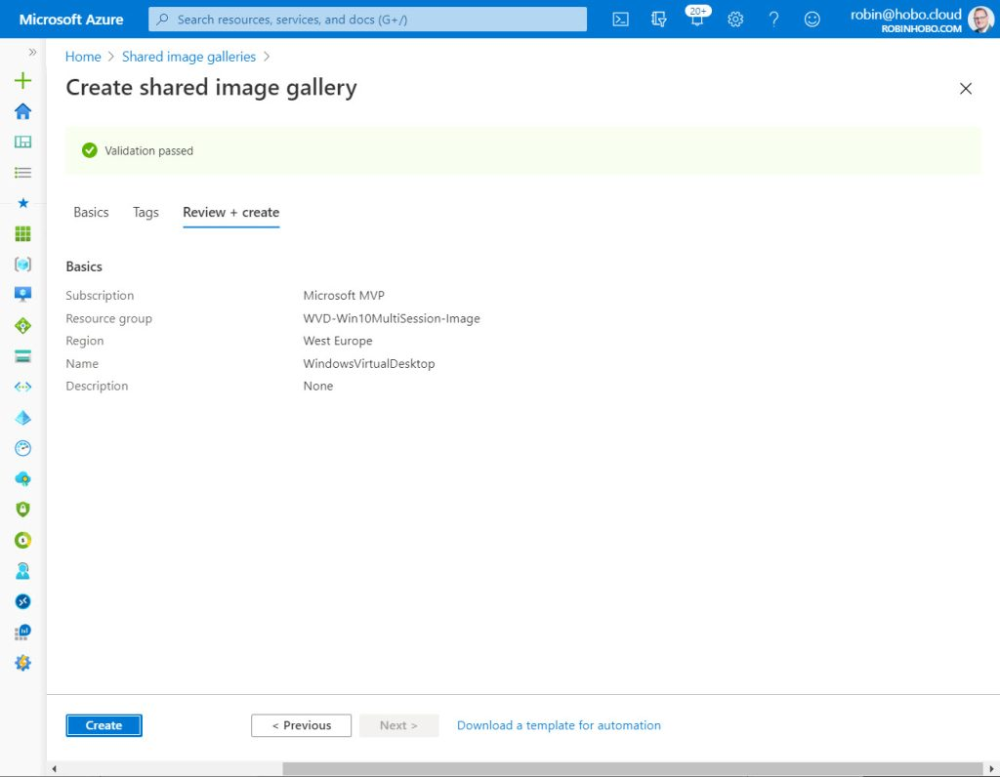 Microsoft Azure
Search resources, services, and docs (G+/)
20+
robin@hobo.cloud
ROBINHOBO.COM
Home > Shared image galleries >
Create shared image gallery
Validation passed
Basics Tags Review + create
Basics
Subscription Microsoft MVP
Resource group WVD-Win10MultiSession-Image
Region West Europe
Name WindowsVirtualDesktop
Description None
Create < Previous Next > Download a template for automation